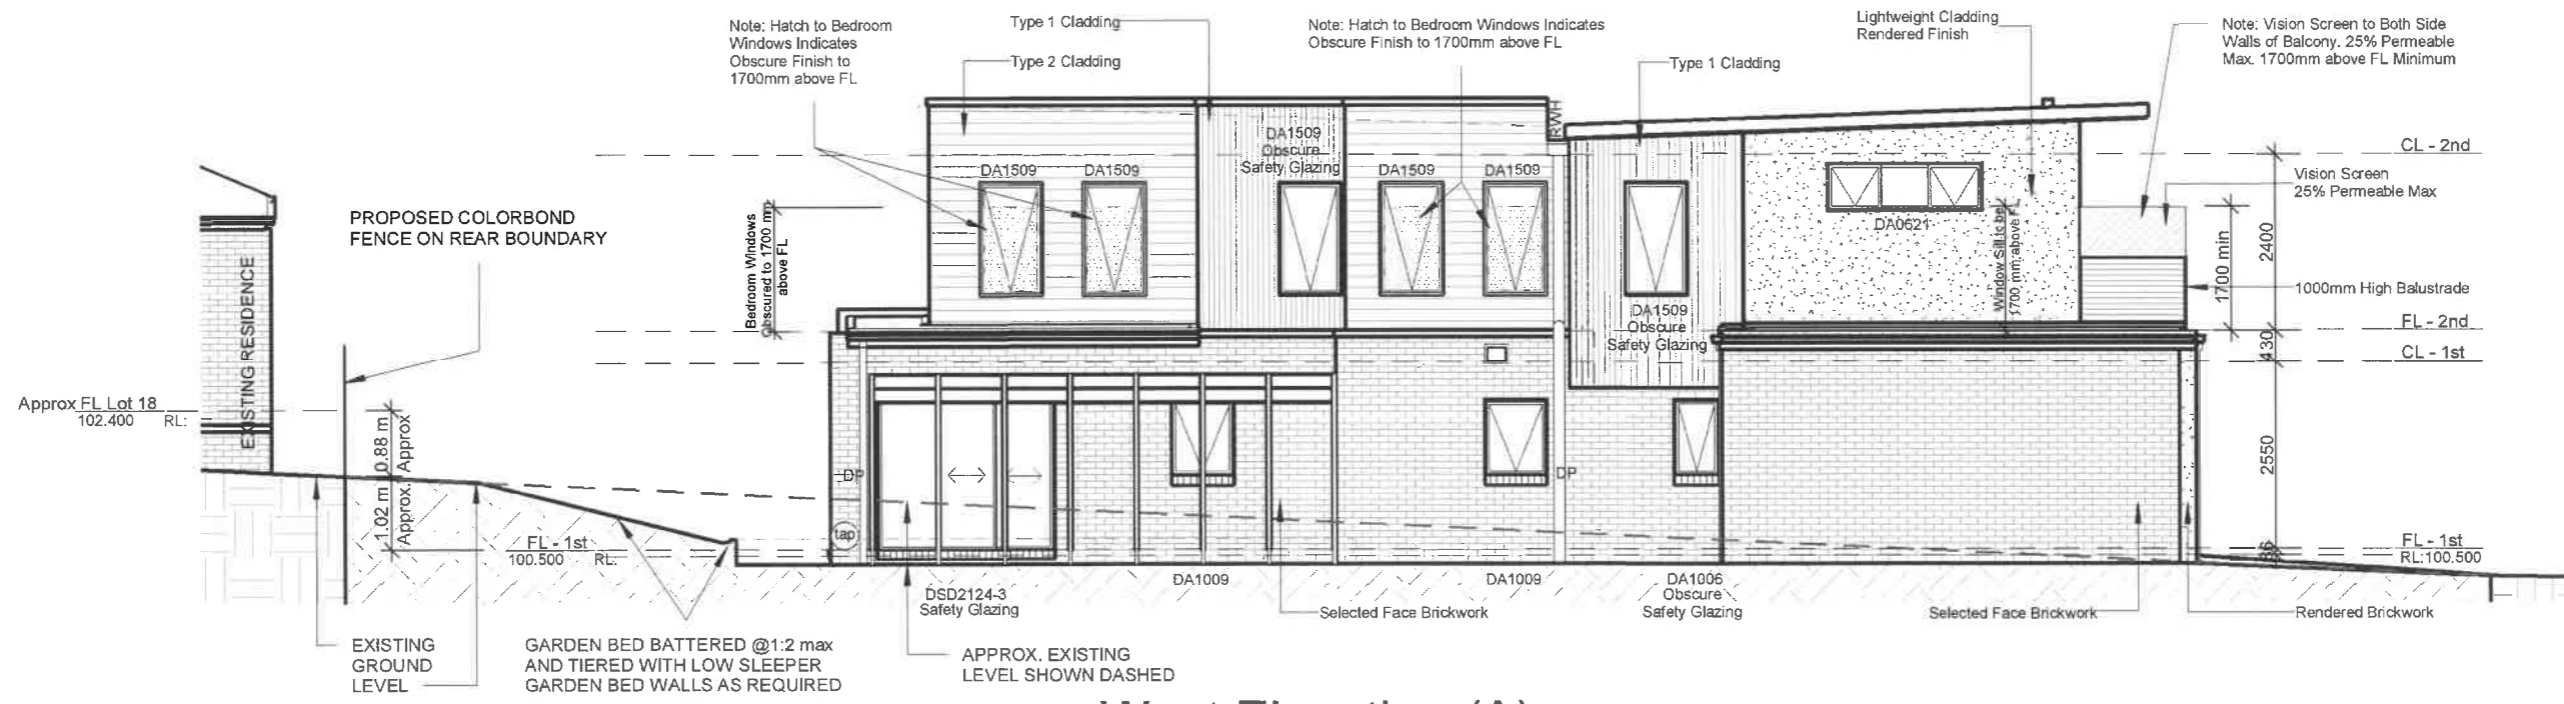 Note: Hatch to Bedroom
Windows Indicates
Obscure Finish to
1700mm above FL
Type 1 Cladding
Type 2 Cladding
Note: Hatch to Bedroom Windows Indicates
Obscure Finish to 1700mm above FL
Type 1 Cladding
Lightweight Cladding
Rendered Finish
Note: Vision Screen to Both Side
Walls of Balcony. 25% Permeable
Max. 1700mm above FL Minimum
RWH
DA1509
Obscure
Safety Glazing
DA1509
DA1509
DA1509
DA1509
CL - 2nd
Vision Screen
25% Permeable Max
DA0621
Window Sill to be
1700 mm above FL
1700 min
2400
1000mm High Balustrade
PROPOSED COLORBOND
FENCE ON REAR BOUNDARY
Bedroom Windows
Obscured to 1700 mm
above FL
EXISTING RESIDENCE
DA1509
Obscure
Safety Glazing
FL - 2nd
430
CL - 1st
Approx FL Lot 18
102.400 RL:
0.88 m
Approx
1.02 m
Approx.
2550
DP
DP
tap
FL - 1st
100.500 RL:
FL - 1st
RL:100.500
86
DSD2124-3
Safety Glazing
DA1009
DA1009
DA1006
Obscure
Safety Glazing
Selected Face Brickwork
Selected Face Brickwork
Rendered Brickwork
EXISTING
GROUND
LEVEL
GARDEN BED BATTERED @1:2 max
AND TIERED WITH LOW SLEEPER
GARDEN BED WALLS AS REQUIRED
APPROX. EXISTING
LEVEL SHOWN DASHED
West Elevation (A)